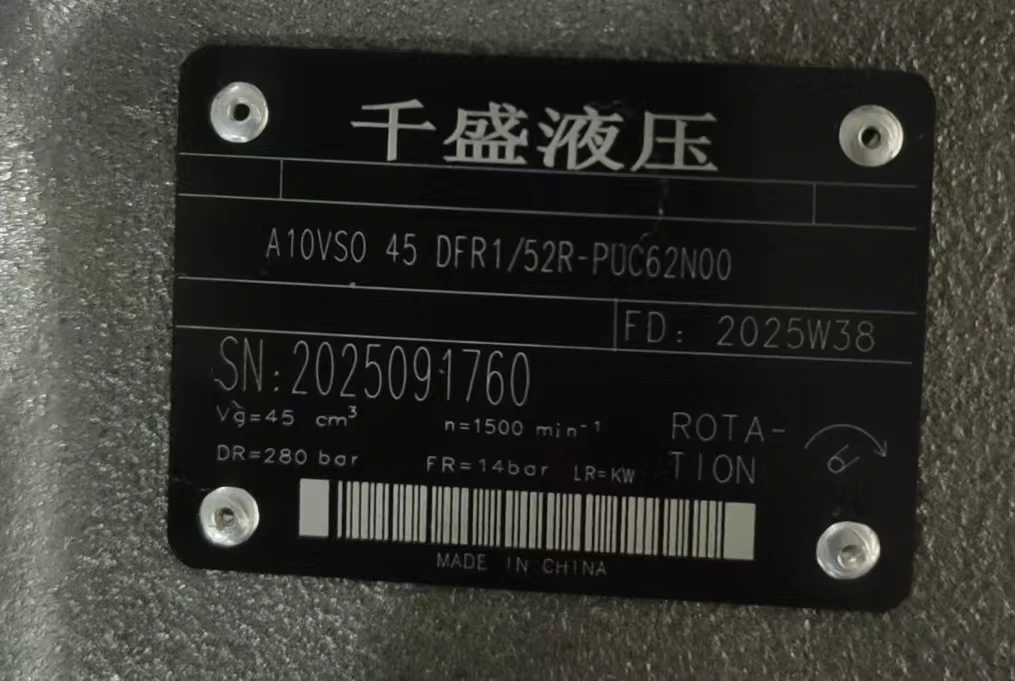 千盛液压
A10VSO 45 DFR1/52R-PUC62N00
FD: 2025W38
SN:2025091760
Vg=45 cm³ n=1500 min⁻¹
ROTA-
TION
DR=280 bar FR=14bar LR=KW
MADE IN CHINA